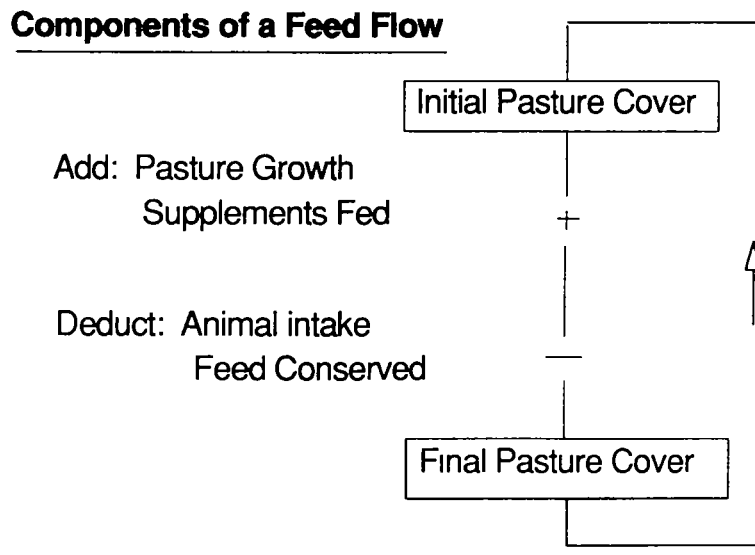 Components of a Feed Flow
Initial Pasture Cover
Add: Pasture Growth
Supplements Fed
+
Deduct: Animal intake
Feed Conserved
—
Final Pasture Cover